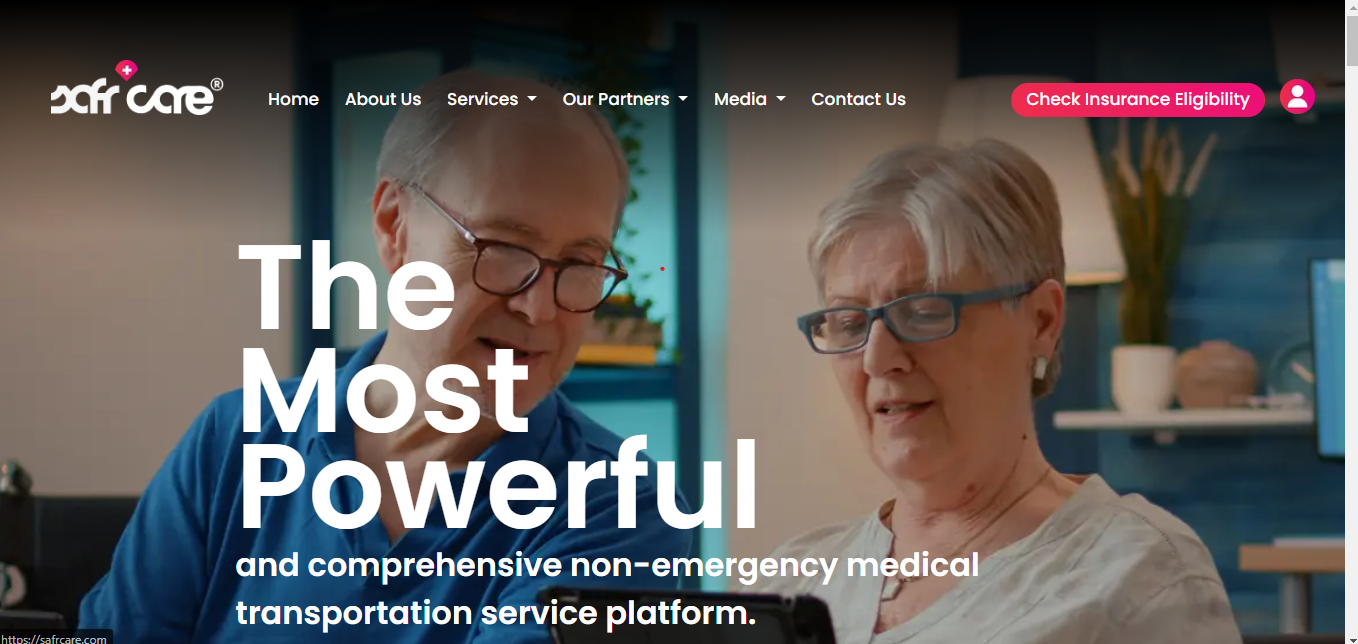 safr care®
Home About Us Services Our Partners Media Contact Us Check Insurance Eligibility
The
Most
Powerful
and comprehensive non-emergency medical
transportation service platform.
https://safrcare.com